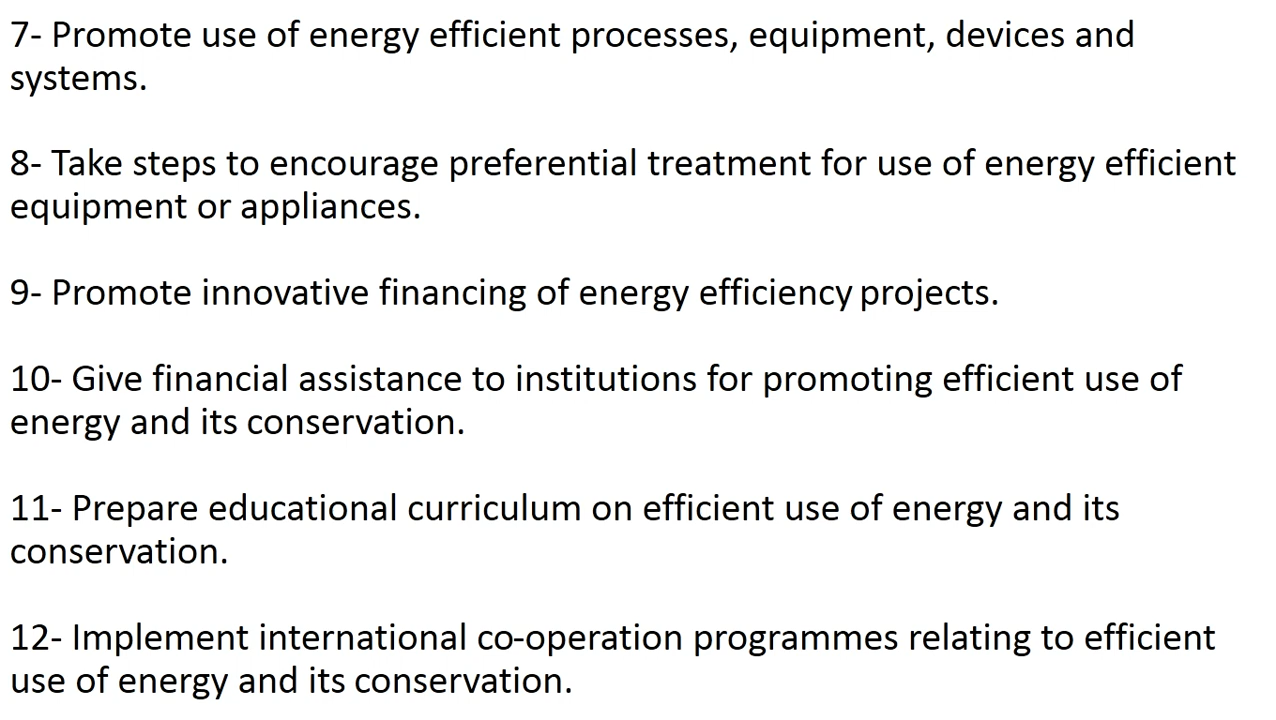 7- Promote use of energy efficient processes, equipment, devices and
systems.
8- Take steps to encourage preferential treatment for use of energy efficient
equipment or appliances.
9- Promote innovative financing of energy efficiency projects.
10- Give financial assistance to institutions for promoting efficient use of
energy and its conservation.
11- Prepare educational curriculum on efficient use of energy and its
conservation.
12- Implement international co-operation programmes relating to efficient
use of energy and its conservation.